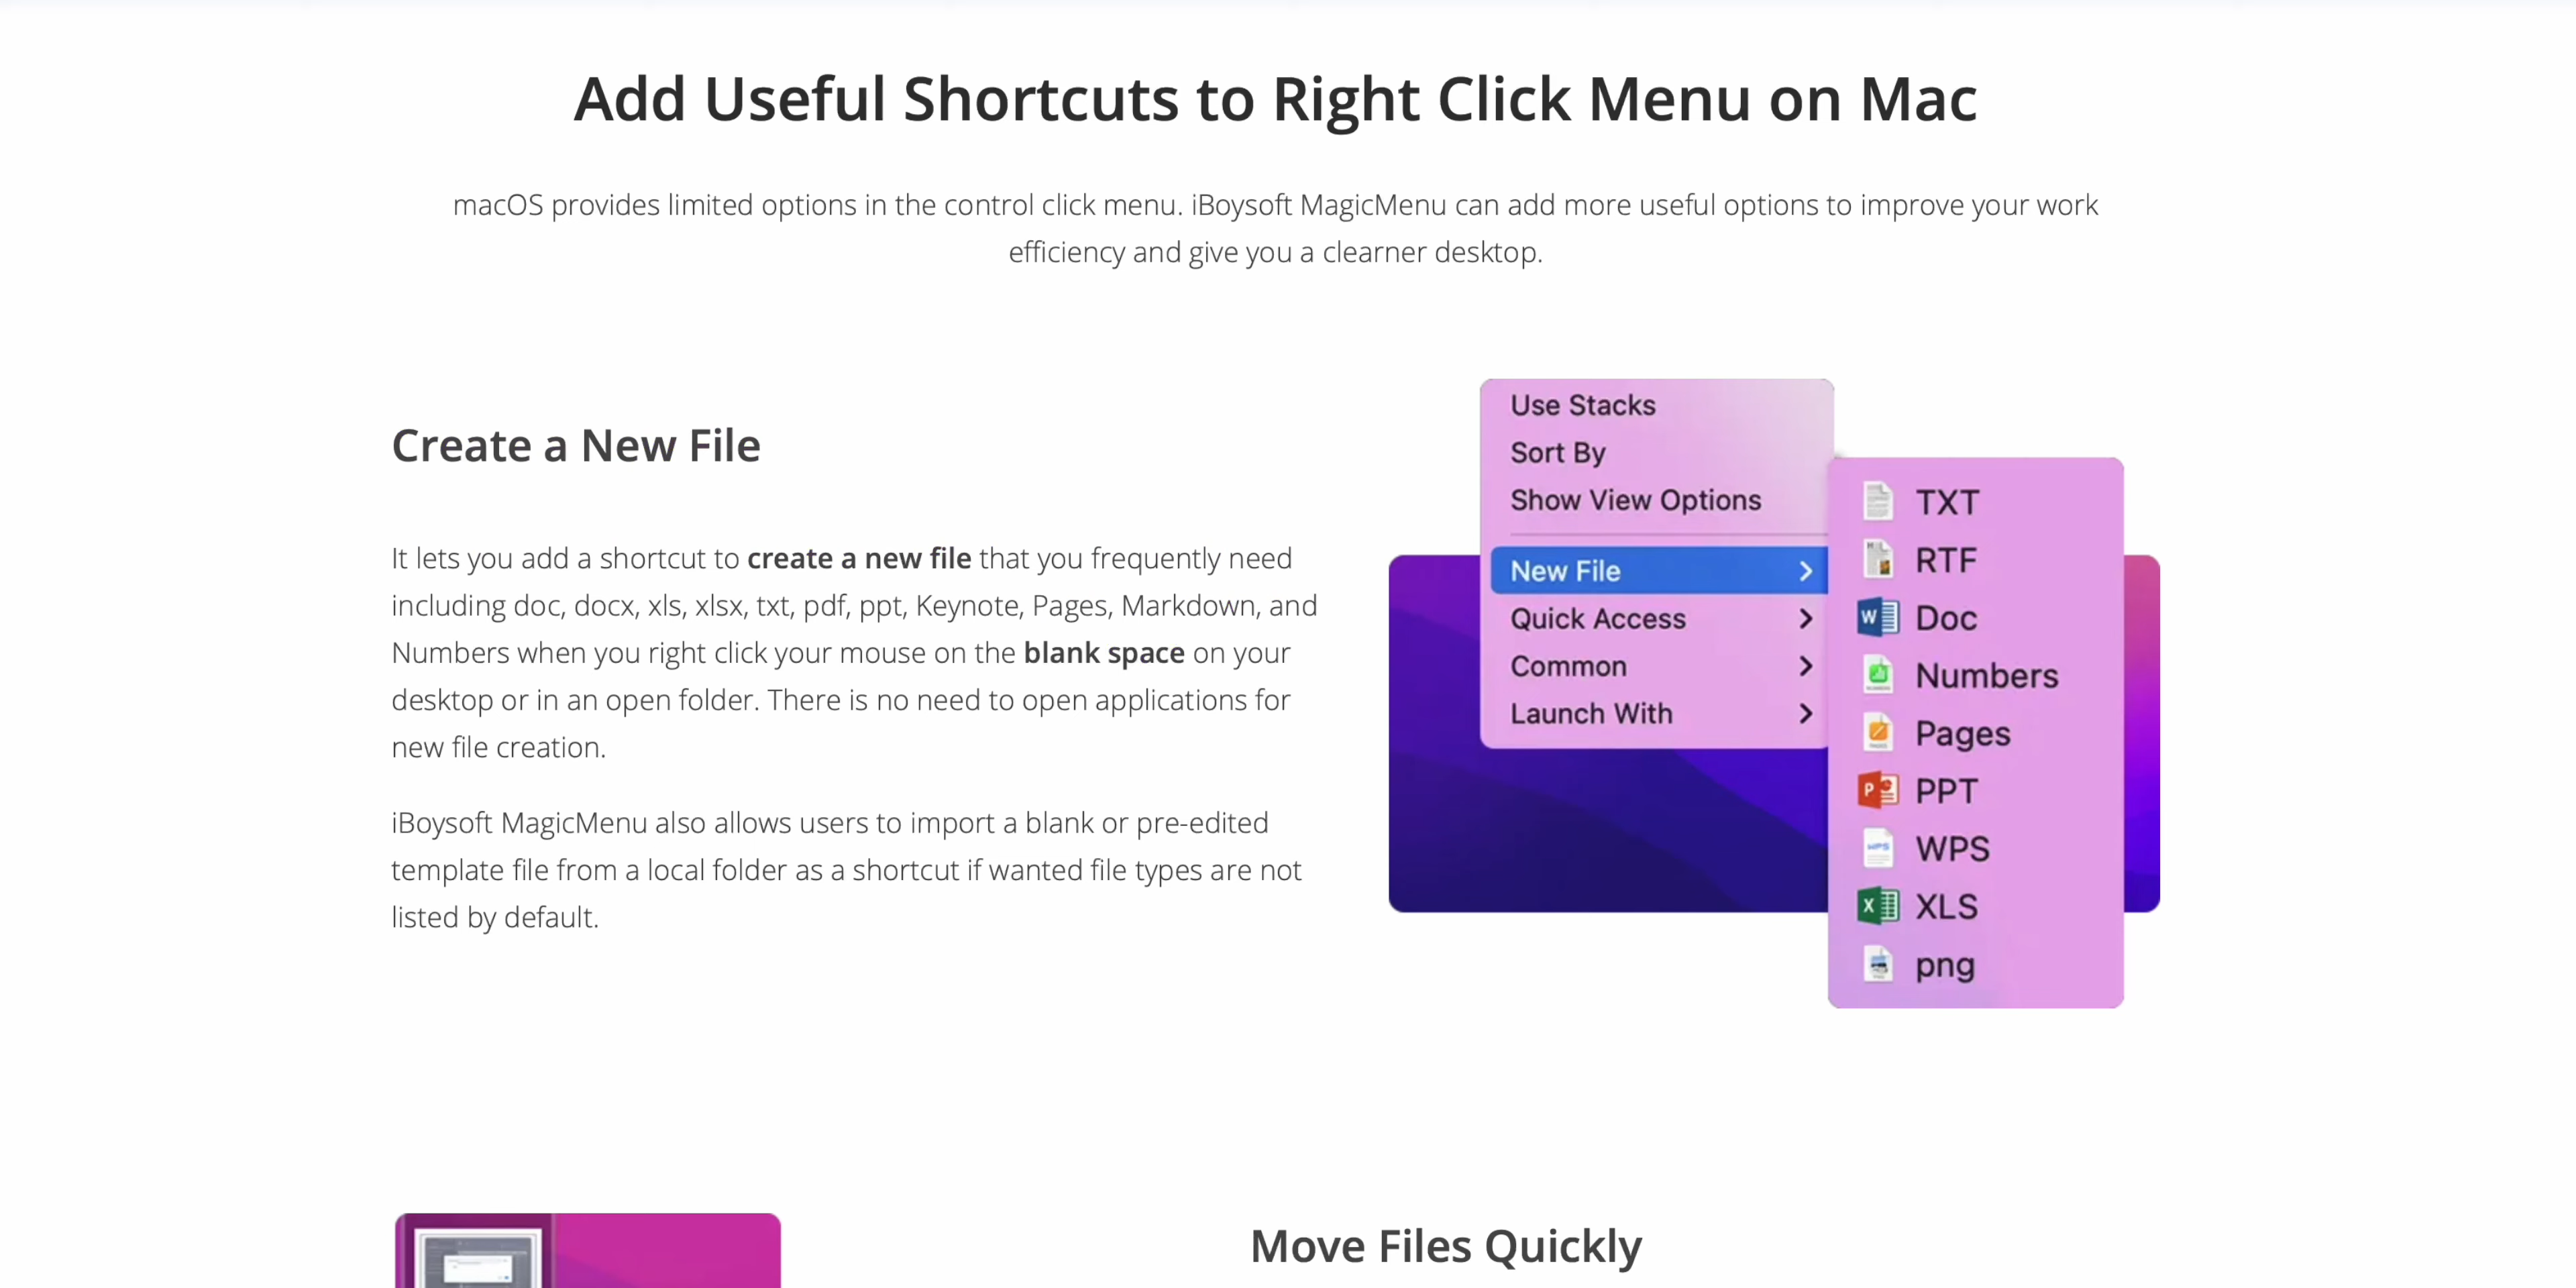 Add Useful Shortcuts to Right Click Menu on Mac
macOS provides limited options in the control click menu. iBoysoft MagicMenu can add more useful options to improve your work
efficiency and give you a clearner desktop.
Create a New File
It lets you add a shortcut to create a new file that you frequently need
including doc, docx, xls, xlsx, txt, pdf, ppt, Keynote, Pages, Markdown, and
Numbers when you right click your mouse on the blank space on your
desktop or in an open folder. There is no need to open applications for
new file creation.
iBoysoft MagicMenu also allows users to import a blank or pre-edited
template file from a local folder as a shortcut if wanted file types are not
listed by default.
Use Stacks
Sort By
Show View Options
New File
Quick Access
Common
Launch With
TXT
RTF
Doc
Numbers
Pages
PPT
WPS
XLS
png
Move Files Quickly